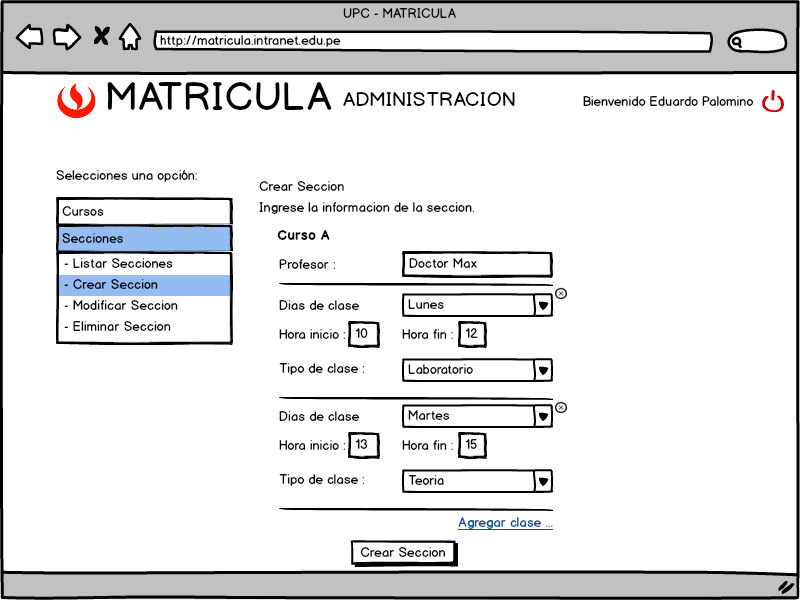 UPC - MATRICULA
http://matricula.intranet.edu.pe
MATRICULA ADMINISTRACION
Bienvenido Eduardo Palomino
Selecciones una opción:
Cursos
Secciones
- Listar Secciones
- Crear Seccion
- Modificar Seccion
- Eliminar Seccion
Crear Seccion
Ingrese la informacion de la seccion.
Curso A
Profesor : Doctor Max
Dias de clase Lunes
Hora inicio : 10 Hora fin : 12
Tipo de clase : Laboratorio
Dias de clase Martes
Hora inicio : 13 Hora fin : 15
Tipo de clase : Teoria
Agregar clase ...
Crear Seccion